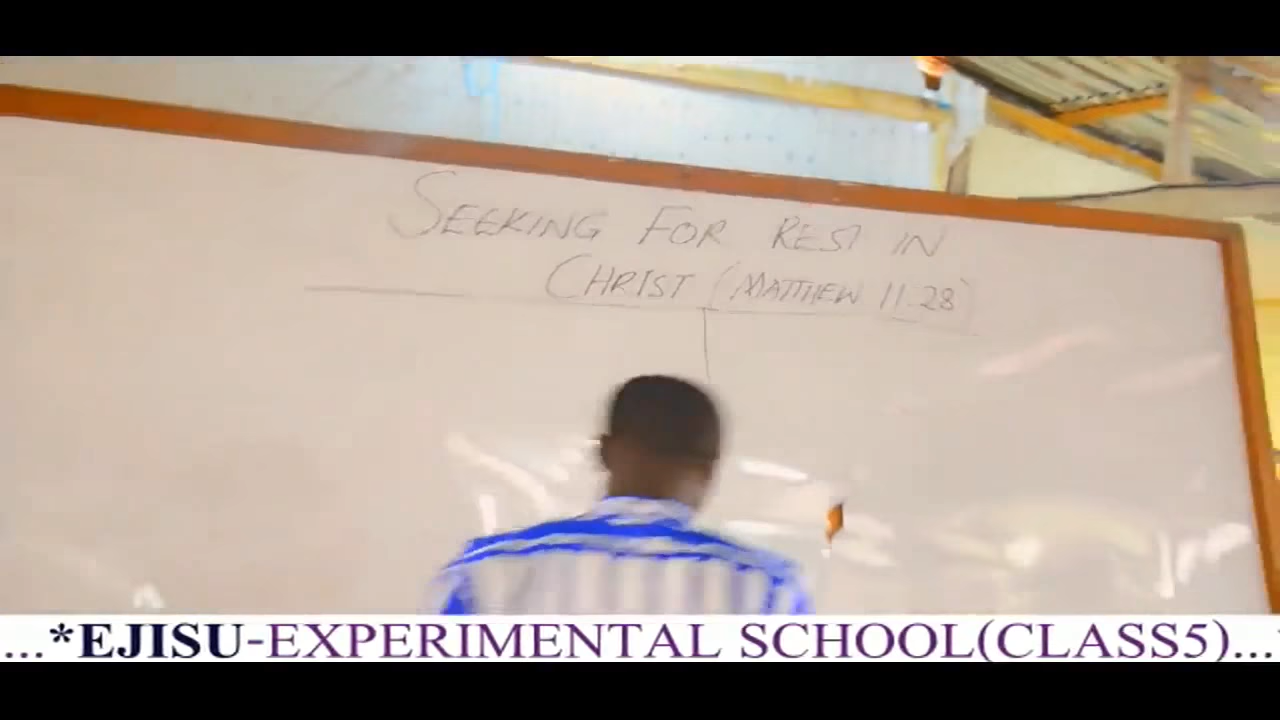 SEEKING FOR REST IN
CHRIST (MATTHEW 11:28)
...*EJISU-EXPERIMENTAL SCHOOL(CLASS5)...